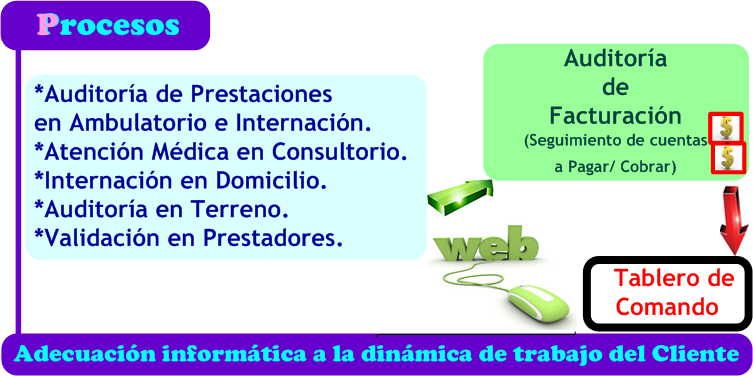 Procesos
*Auditoría de Prestaciones
en Ambulatorio e Internación.
*Atención Médica en Consultorio.
*Internación en Domicilio.
*Auditoría en Terreno.
*Validación en Prestadores.
Auditoría
de
Facturación
(Seguimiento de cuentas
a Pagar/ Cobrar)
$
$
web
Tablero de
Comando
Adecuación informática a la dinámica de trabajo del Cliente